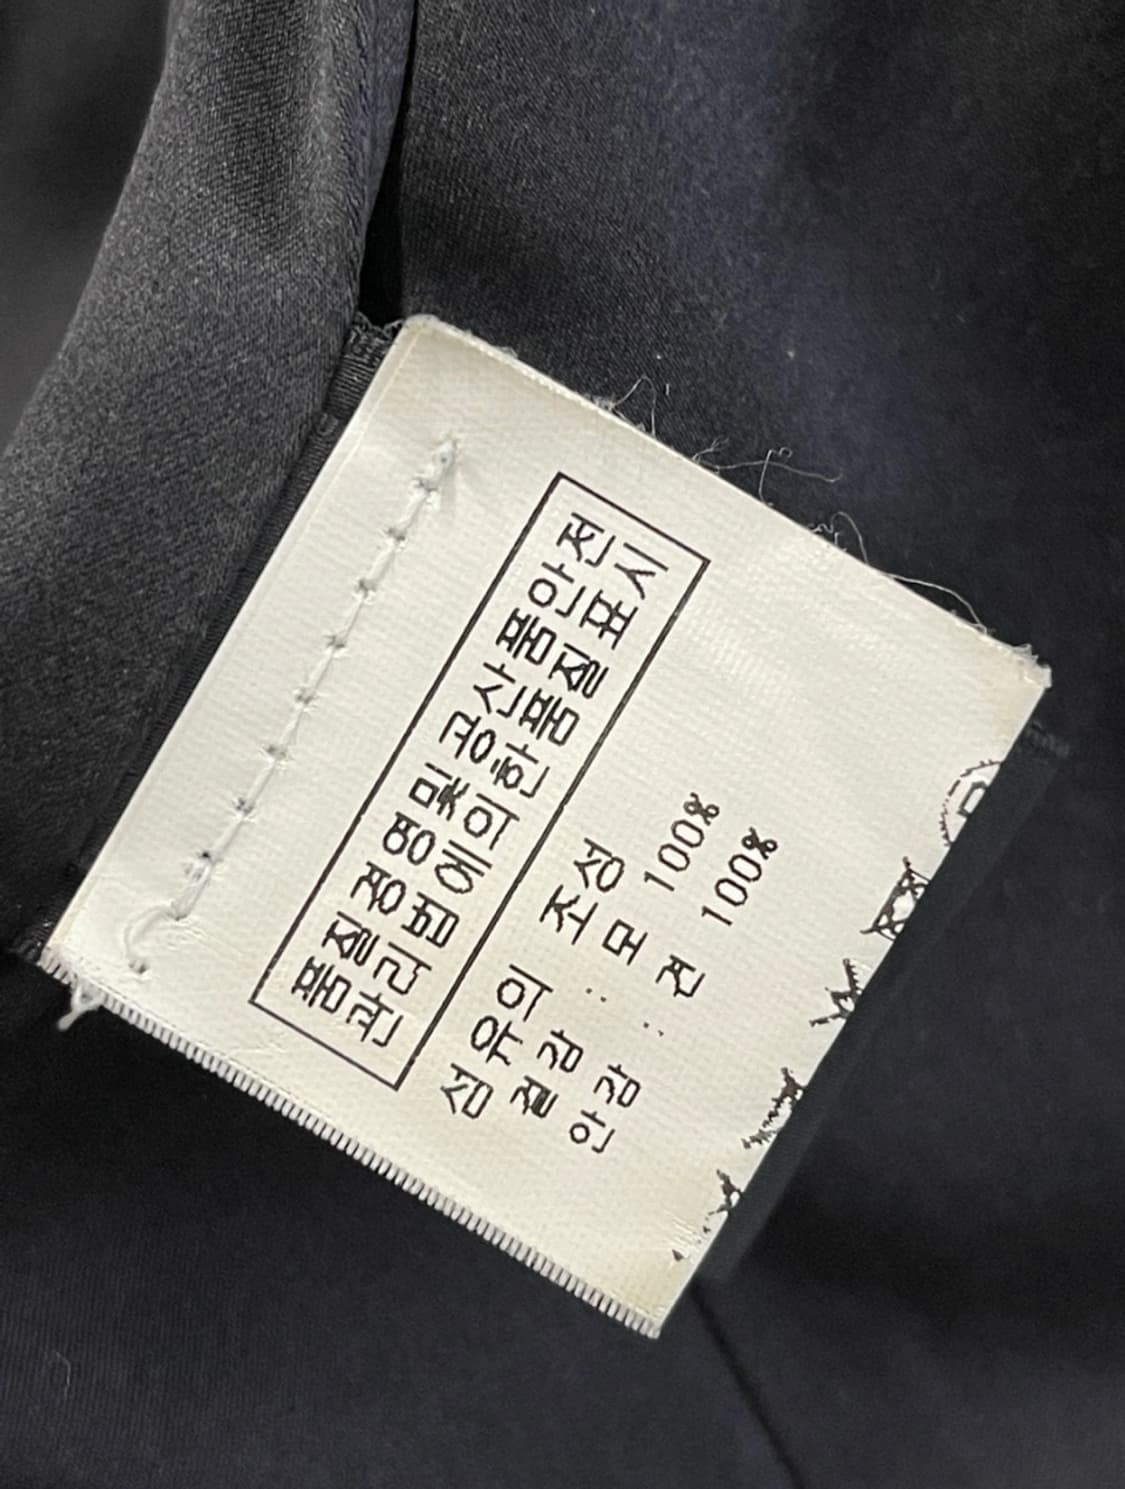 품질경영 및 공산품안전
관리법에 의한 품질표시
섬유의 조성
겉감 : 모 100%
안감 : 견 100%